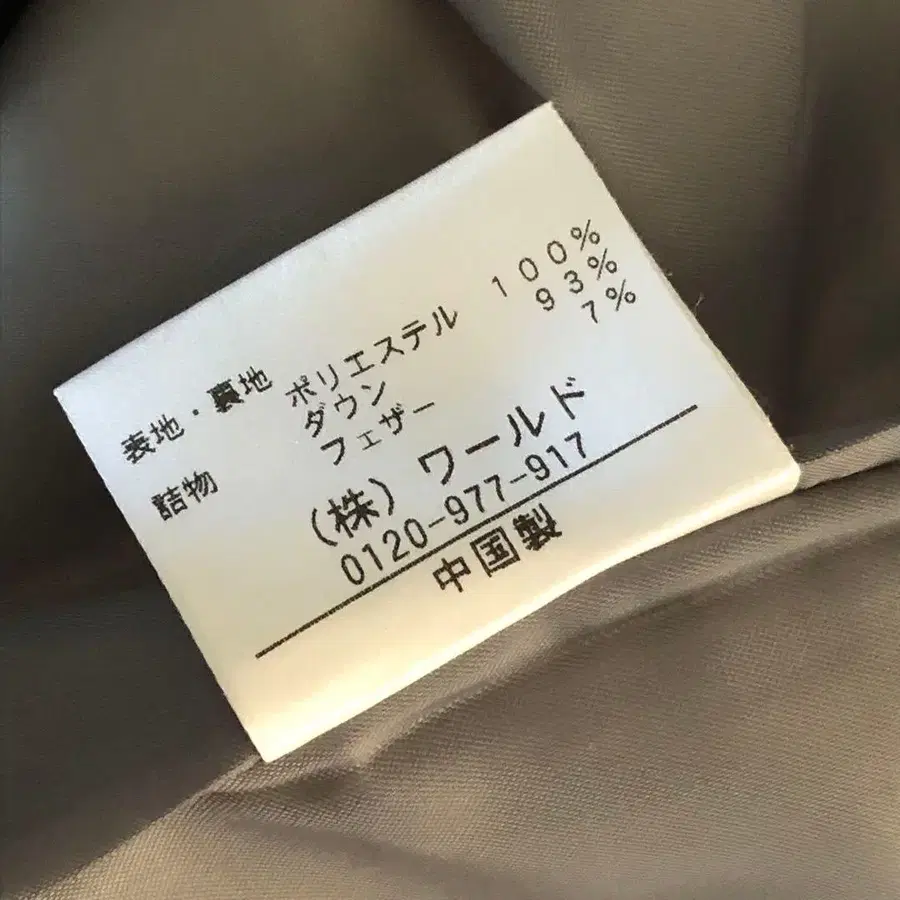 表地・裏地 ポリエステル 100%
詰物 ダウン 93%
フェザー 7%
(株) ワールド
0120-977-917
中国製